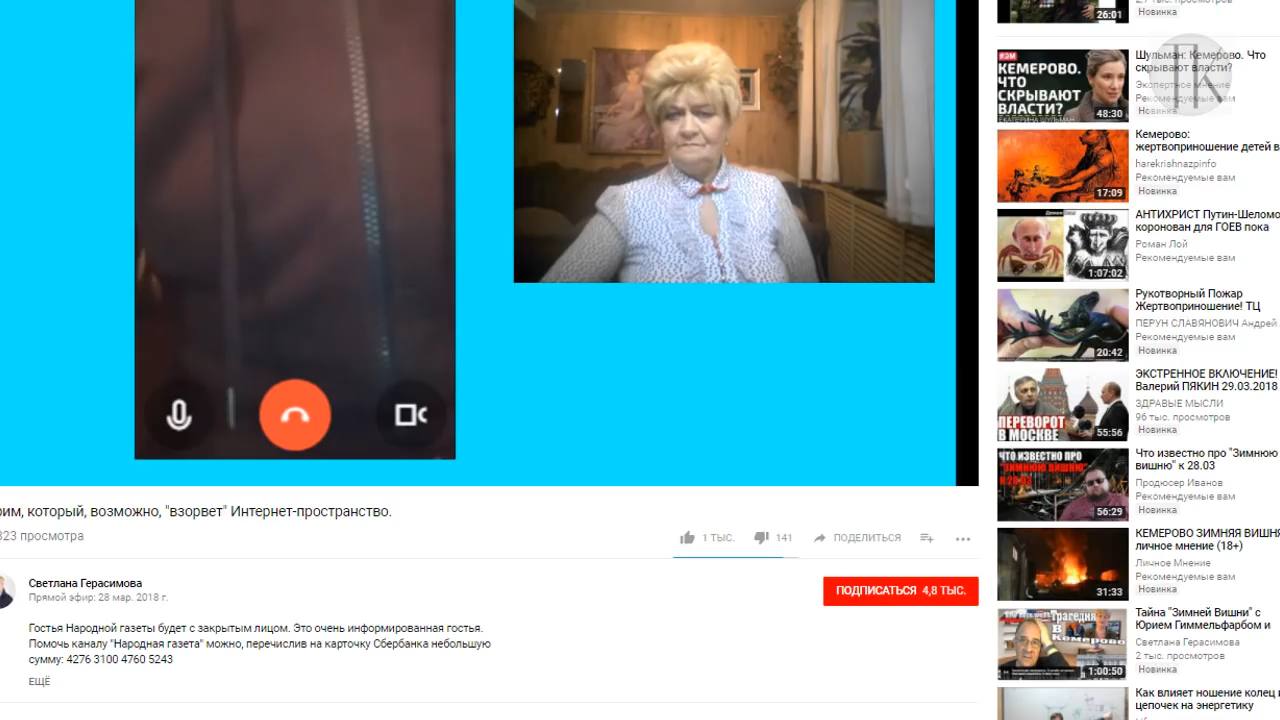 26:01
27 тыс. просмотров
Новинка
#ЭМ
КЕМЕРОВО.
ЧТО
СКРЫВАЮТ
ВЛАСТИ?
ЕКАТЕРИНА ШУЛЬМАН
48:30
Шульман: Кемерово. Что
скрывают власти?
Экспертное мнение
Рекомендуемые вам
Новинка
17:09
Кемерово:
жертвоприношение детей в
harekrishnazpinfo
Рекомендуемые вам
Новинка
1:07:02
АНТИХРИСТ Путин-Шеломо
коронован для ГОЕВ пока
Роман Лой
Рекомендуемые вам
20:42
Рукотворный Пожар
Жертвоприношение! ТЦ
ПЕРУН СЛАВЯНОВИЧ Андрей
Рекомендуемые вам
Новинка
ПЕРЕВОРОТ
В МОСКВЕ
55:56
ЭКСТРЕННОЕ ВКЛЮЧЕНИЕ!
Валерий ПЯКИН 29.03.2018
ЗДРАВЫЕ МЫСЛИ
96 тыс. просмотров
Новинка
ЧТО ИЗВЕСТНО ПРО
"ЗИМНЮЮ ВИШНЮ"
К 28.03
56:29
Что известно про "Зимнюю
вишню" к 28.03
Продюсер Иванов
Рекомендуемые вам
Новинка
31:33
КЕМЕРОВО ЗИМНЯЯ ВИШНЯ
личное мнение (18+)
Личное Мнение
Рекомендуемые вам
Новинка
Трагедия
в
Кемерово
1:00:50
Тайна "Зимней Вишни" с
Юрием Гиммельфарбом и
Светлана Герасимова
2 тыс. просмотров
Новинка
Как влияет ношение колец и
цепочек на энергетику
рим, который, возможно, "взорвет" Интернет-пространство.
323 просмотра
1 ТЫС.
141
ПОДЕЛИТЬСЯ
Светлана Герасимова
Прямой эфир: 28 мар. 2018 г.
ПОДПИСАТЬСЯ 4,8 ТЫС.
Гостья Народной газеты будет с закрытым лицом. Это очень информированная гостья.
Помочь каналу "Народная газета" можно, перечислив на карточку Сбербанка небольшую
сумму: 4276 3100 4760 5243
ЕЩЁ